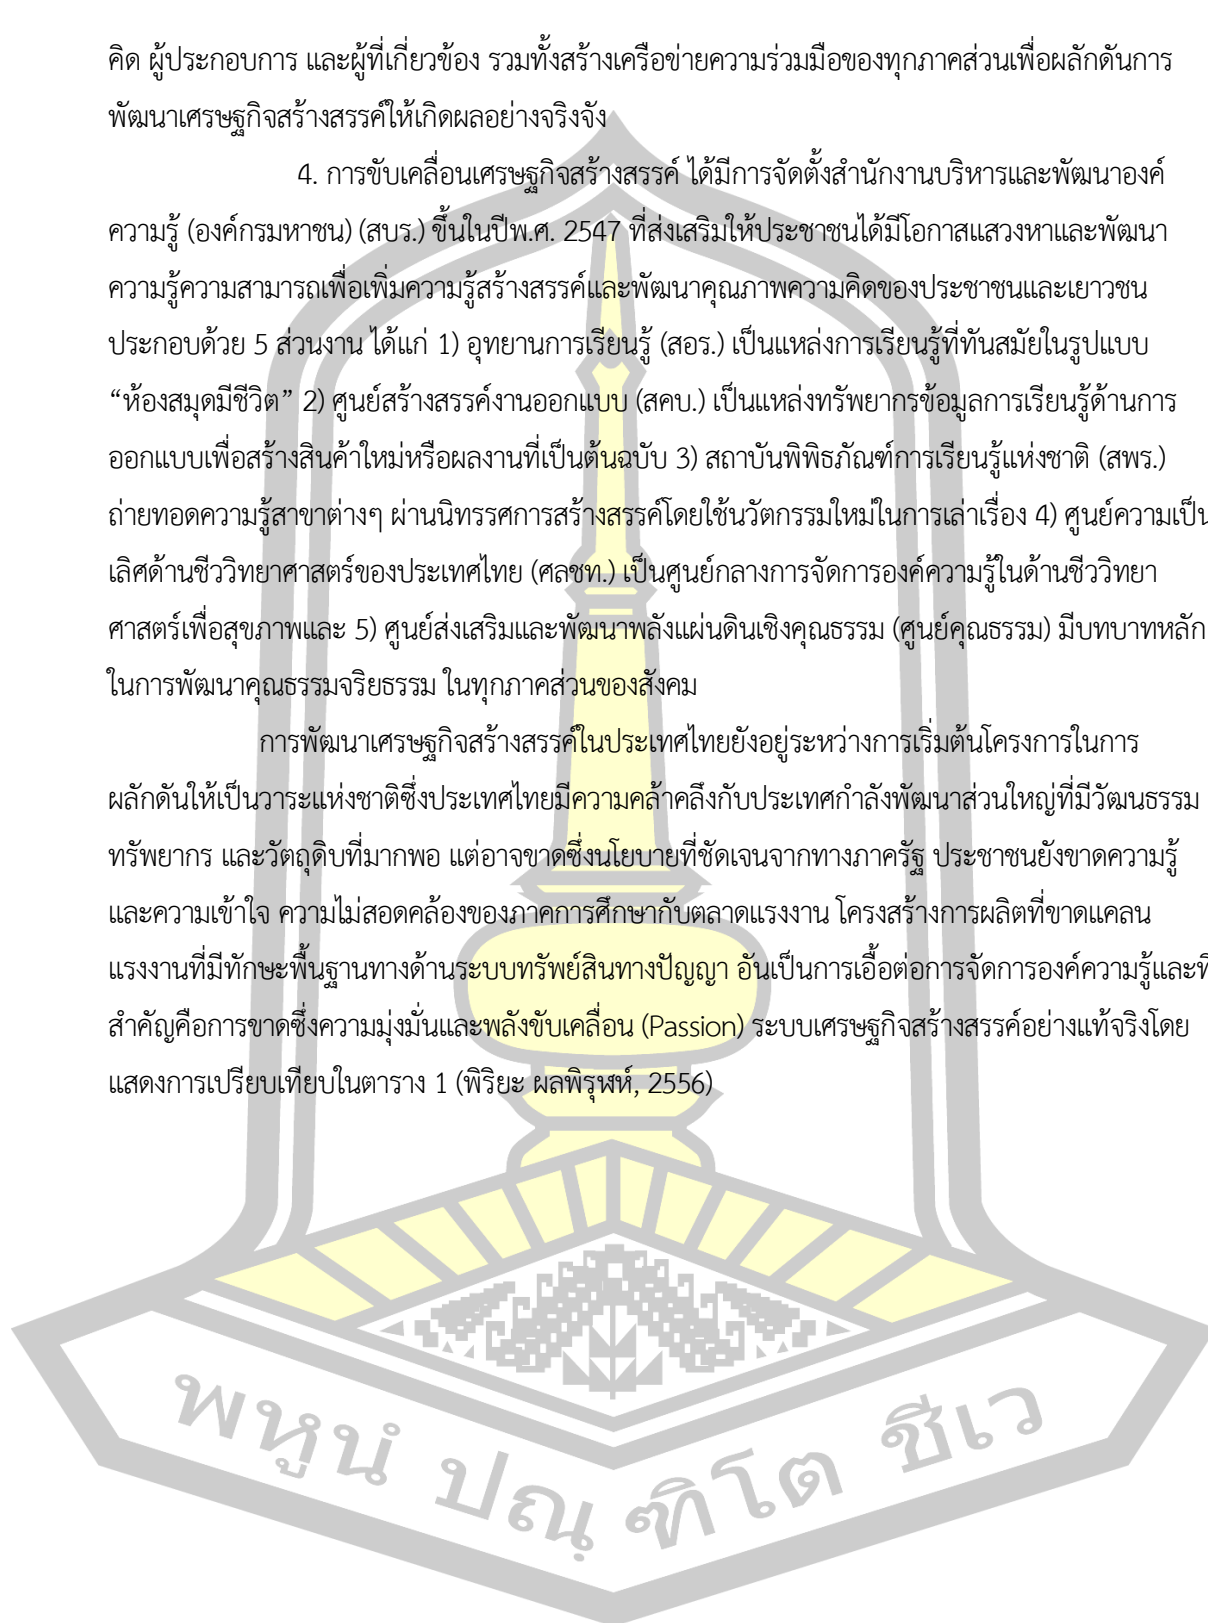 คิด ผู้ประกอบการ และผู้ที่เกี่ยวข้อง รวมทั้งสร้างเครือข่ายความร่วมมือของทุกภาคส่วนเพื่อผลักดันการ
พัฒนาเศรษฐกิจสร้างสรรค์ให้เกิดผลอย่างจริงจัง
4. การขับเคลื่อนเศรษฐกิจสร้างสรรค์ ได้มีการจัดตั้งสำนักงานบริหารและพัฒนาองค์
ความรู้ (องค์กรมหาชน) (สบร.) ขึ้นในปีพ.ศ. 2547 ที่ส่งเสริมให้ประชาชนได้มีโอกาสแสวงหาและพัฒนา
ความรู้ความสามารถเพื่อเพิ่มความรู้สร้างสรรค์และพัฒนาคุณภาพความคิดของประชาชนและเยาวชน
ประกอบด้วย 5 ส่วนงาน ได้แก่ 1) อุทยานการเรียนรู้ (สอร.) เป็นแหล่งการเรียนรู้ที่ทันสมัยในรูปแบบ
“ห้องสมุดมีชีวิต” 2) ศูนย์สร้างสรรค์งานออกแบบ (สคบ.) เป็นแหล่งทรัพยากรข้อมูลการเรียนรู้ด้านการ
ออกแบบเพื่อสร้างสินค้าใหม่หรือผลงานที่เป็นต้นฉบับ 3) สถาบันพิพิธภัณฑ์การเรียนรู้แห่งชาติ (สพร.)
ถ่ายทอดความรู้สาขาต่างๆ ผ่านนิทรรศการสร้างสรรค์โดยใช้นวัตกรรมใหม่ในการเล่าเรื่อง 4) ศูนย์ความเป็น
เลิศด้านชีววิทยาศาสตร์ของประเทศไทย (ศลชท.) เป็นศูนย์กลางการจัดการองค์ความรู้ในด้านชีววิทยา
ศาสตร์เพื่อสุขภาพและ 5) ศูนย์ส่งเสริมและพัฒนาพลังแผ่นดินเชิงคุณธรรม (ศูนย์คุณธรรม) มีบทบาทหลัก
ในการพัฒนาคุณธรรมจริยธรรม ในทุกภาคส่วนของสังคม
การพัฒนาเศรษฐกิจสร้างสรรค์ในประเทศไทยยังอยู่ระหว่างการเริ่มต้นโครงการในการ
ผลักดันให้เป็นวาระแห่งชาติซึ่งประเทศไทยมีความคล้าคลึงกับประเทศกำลังพัฒนาส่วนใหญ่ที่มีวัฒนธรรม
ทรัพยากร และวัตถุดิบที่มากพอ แต่อาจขาดซึ่งนโยบายที่ชัดเจนจากทางภาครัฐ ประชาชนยังขาดความรู้
และความเข้าใจ ความไม่สอดคล้องของภาคการศึกษากับตลาดแรงงาน โครงสร้างการผลิตที่ขาดแคลน
แรงงานที่มีทักษะพื้นฐานทางด้านระบบทรัพย์สินทางปัญญา อันเป็นการเอื้อต่อการจัดการองค์ความรู้และที่
สำคัญคือการขาดซึ่งความมุ่งมั่นและพลังขับเคลื่อน (Passion) ระบบเศรษฐกิจสร้างสรรค์อย่างแท้จริงโดย
แสดงการเปรียบเทียบในตาราง 1 (พิริยะ ผลพิรุฬห์, 2556)
พหูนํ ปณฺฑิโต ชีเว